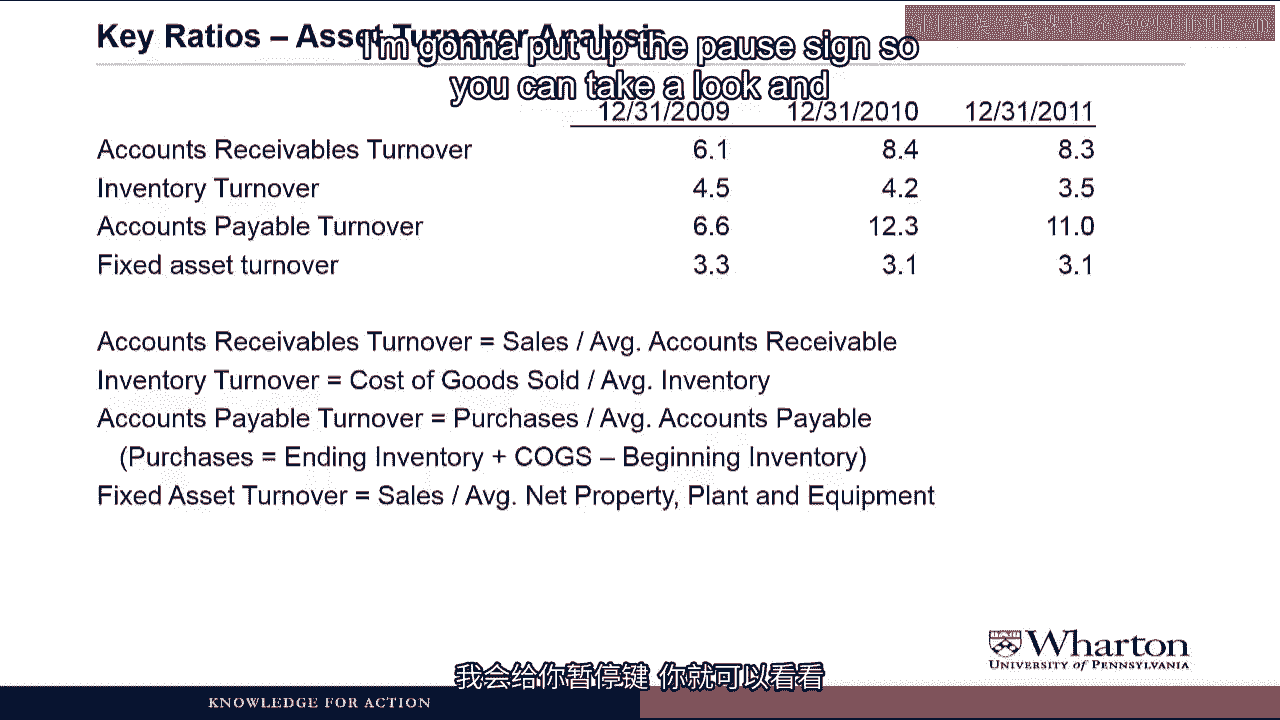 Key Ratios – Asset Turnover Analysis
I'm gonna put up the pause sign so
you can take a look and
12/31/2009 12/31/2010 12/31/2011
Accounts Receivables Turnover 6.1 8.4 8.3
Inventory Turnover 4.5 4.2 3.5
Accounts Payable Turnover 6.6 12.3 11.0
Fixed asset turnover 3.3 3.1 3.1
Accounts Receivables Turnover = Sales / Avg. Accounts Receivable
Inventory Turnover = Cost of Goods Sold / Avg. Inventory
Accounts Payable Turnover = Purchases / Avg. Accounts Payable
(Purchases = Ending Inventory + COGS – Beginning Inventory)
Fixed Asset Turnover = Sales / Avg. Net Property, Plant and Equipment
Wharton
UNIVERSITY of PENNSYLVANIA
我会给你暂停键 你就可以看看
KNOWLEDGE FOR ACTION